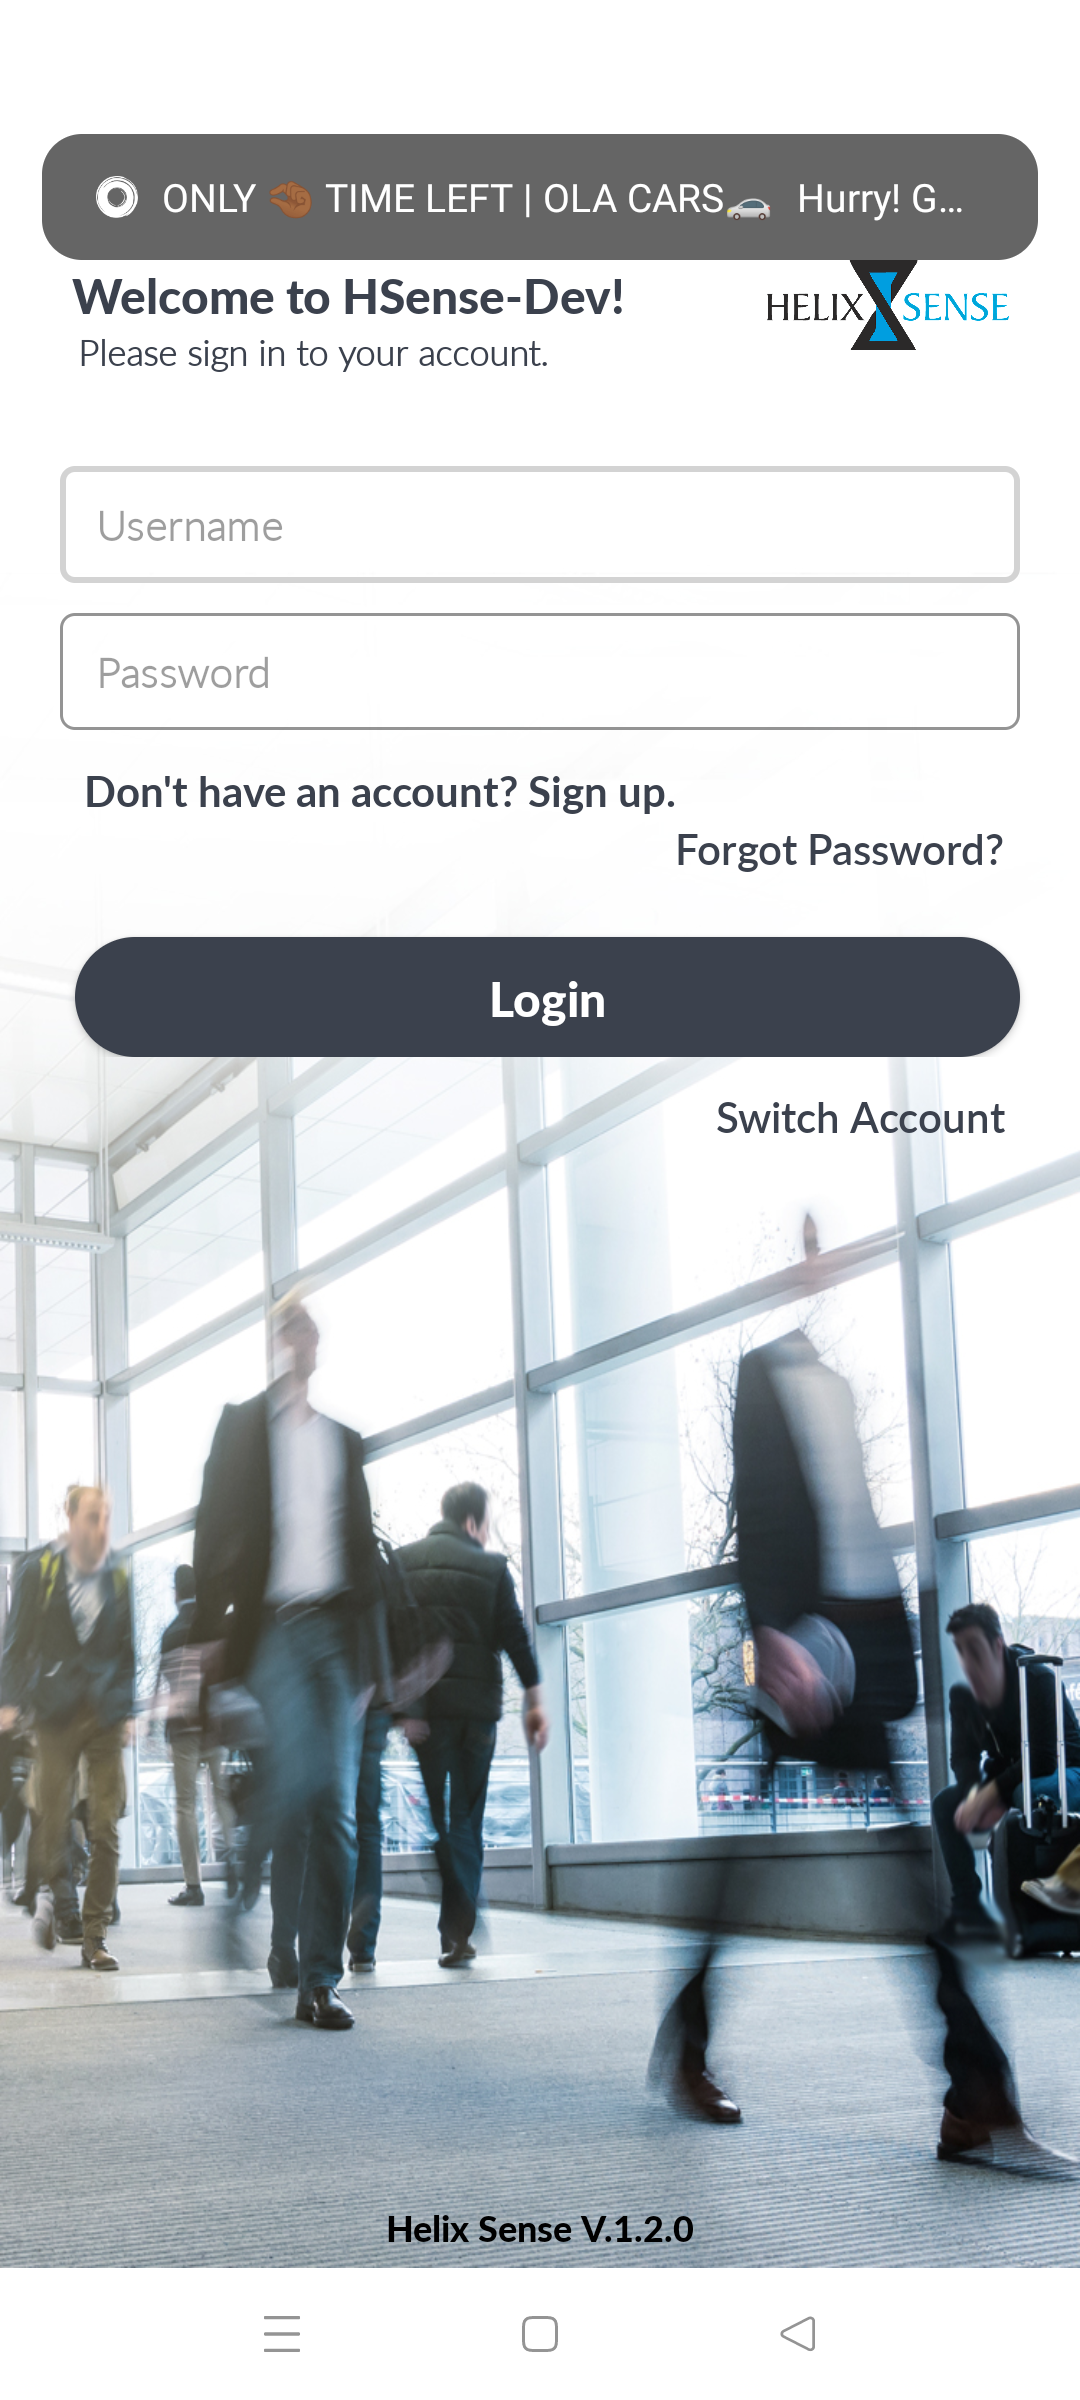 ONLY 🤏🏾 TIME LEFT | OLA CARS🚗 Hurry! G...
Welcome to HSense-Dev!
HELIX SENSE
Please sign in to your account.
Username
Password
Don't have an account? Sign up.
Forgot Password?
Login
Switch Account
Helix Sense V.1.2.0